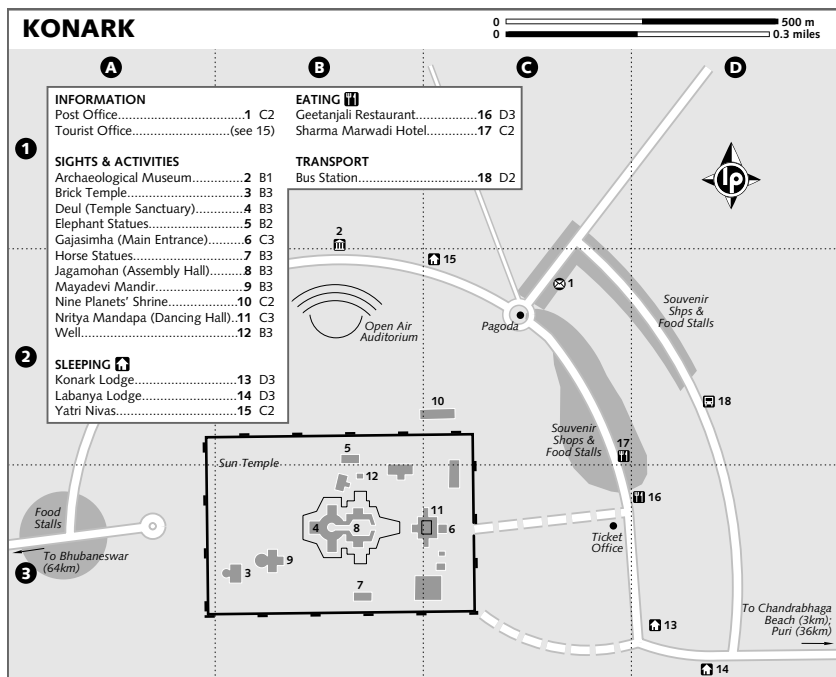 KONARK
0 500 m
0 0.3 miles
A B C D
1
2
3
INFORMATION
Post Office....................1 C2
Tourist Office.......................(see 15)
SIGHTS & ACTIVITIES
Archaeological Museum............2 B1
Brick Temple...............................3 B3
Deul (Temple Sanctuary)...........4 B3
Elephant Statues.......................5 B2
Gajasimha (Main Entrance)........6 C3
Horse Statues.............................7 B3
Jagamohan (Assembly Hall)........8 B3
Mayadevi Mandir........................9 B3
Nine Planets' Shrine.................10 C2
Nritya Mandapa (Dancing Hall)..11 C3
Well...........................................12 B3
SLEEPING
Konark Lodge...........................13 D3
Labanya Lodge.........................14 D3
Yatri Nivas................................15 C2
EATING
Geetanjali Restaurant..............16 D3
Sharma Marwadi Hotel............17 C2
TRANSPORT
Bus Station...............................18 D2
lp
2
15
1
Open Air
Auditorium
Pagoda
Souvenir
Shps &
Food Stalls
18
10
Souvenir
Shops &
Food Stalls
17
16
Sun Temple
5
12
4
8
11
6
Ticket
Office
Food
Stalls
To Bhubaneswar
(64km)
3
9
7
13
14
To Chandrabhaga
Beach (3km);
Puri (36km)